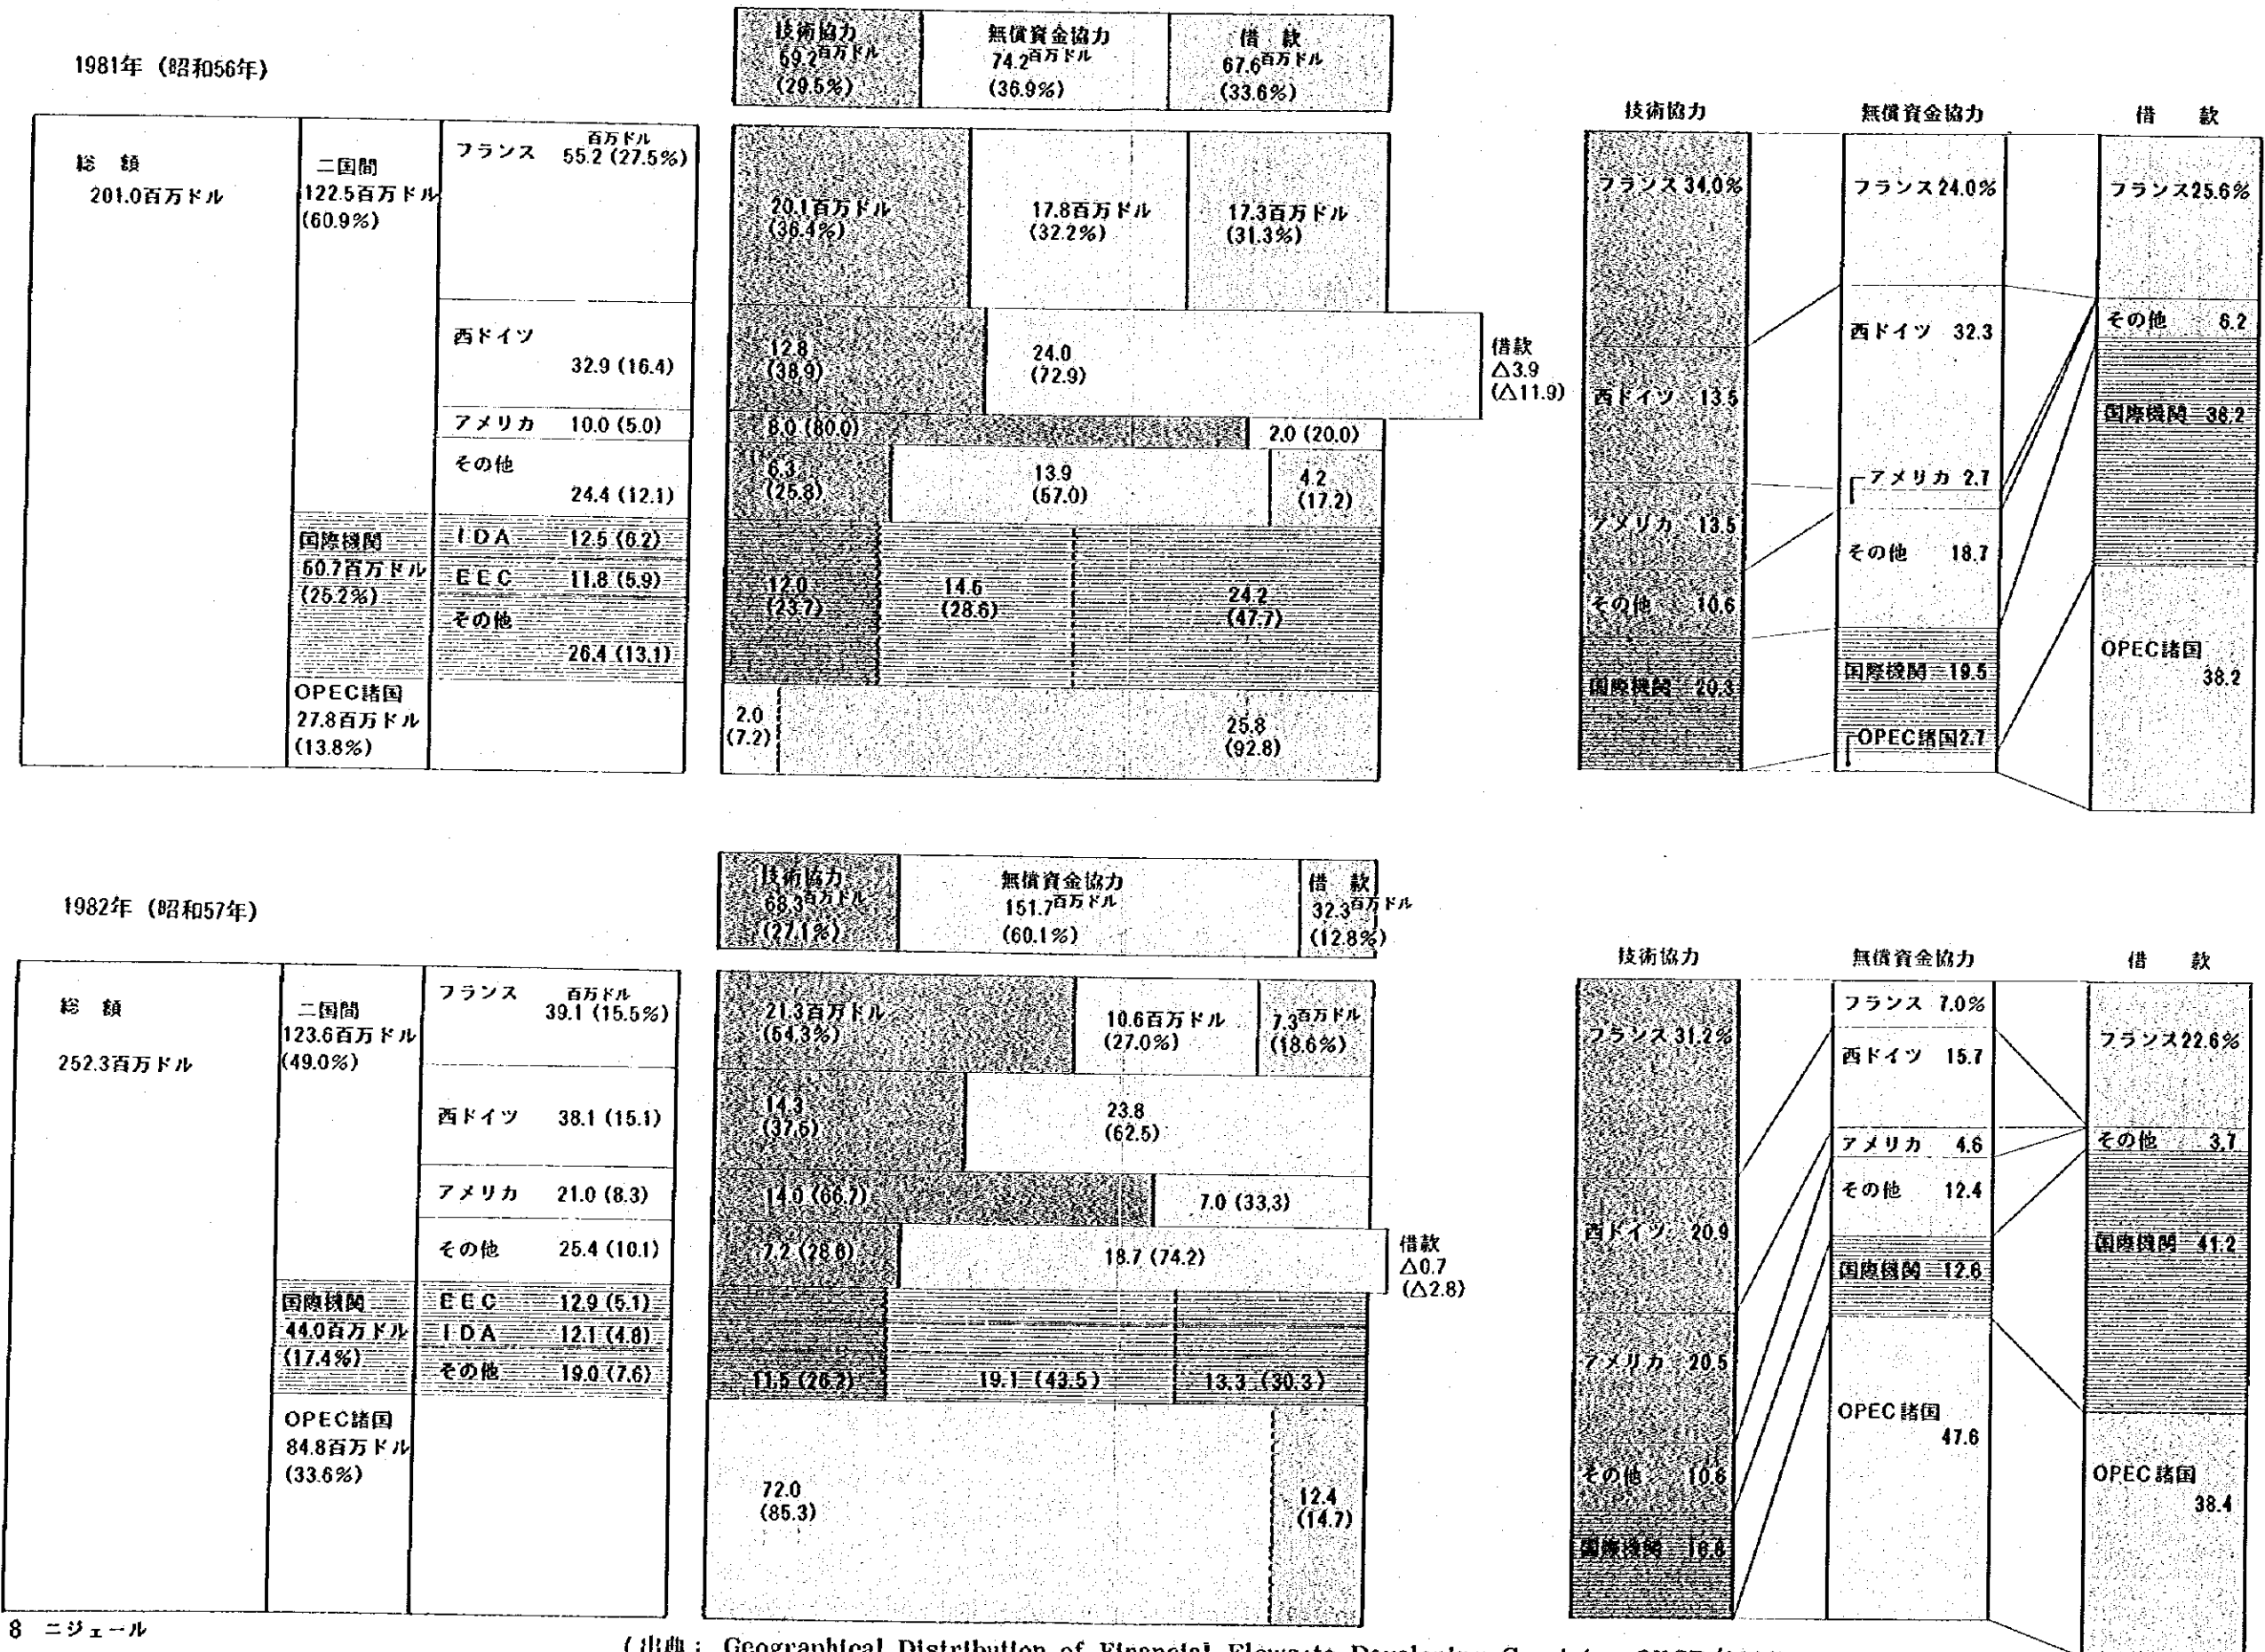 1981年 (昭和56年)
技術協力
59.2百万ドル
(29.5%)
無償資金協力
74.2百万ドル
(36.9%)
借 款
67.6百万ドル
(33.6%)
総 額
201.0百万ドル
二国間
122.5百万ドル
(60.9%)
フランス 百万ドル
55.2 (27.5%)
西ドイツ
32.9 (16.4)
アメリカ 10.0 (5.0)
その他
24.4 (12.1)
国際機関
50.7百万ドル
(25.2%)
IDA 12.5 (6.2)
EEC 11.8 (5.9)
その他
26.4 (13.1)
OPEC諸国
27.8百万ドル
(13.8%)
20.1百万ドル
(36.4%)
17.8百万ドル
(32.2%)
17.3百万ドル
(31.3%)
12.8
(38.9)
24.0
(72.9)
借款
△3.9
(△11.9)
8.0 (80.0)
2.0 (20.0)
6.3
(25.8)
13.9
(57.0)
4.2
(17.2)
12.0
(23.7)
14.5
(28.6)
24.2
(47.7)
2.0
(7.2)
25.8
(92.8)
技術協力
フランス 34.0%
西ドイツ 13.5
アメリカ 13.5
その他 10.6
国際機関 20.3
無償資金協力
フランス 24.0%
西ドイツ 32.3
アメリカ 2.7
その他 18.7
国際機関 19.5
OPEC諸国 2.7
借 款
フランス 25.6%
その他 6.2
国際機関 36.2
OPEC諸国
38.2
1982年 (昭和57年)
技術協力
68.3百万ドル
(27.1%)
無償資金協力
151.7百万ドル
(60.1%)
借 款
32.3百万ドル
(12.8%)
総 額
252.3百万ドル
二国間
123.6百万ドル
(49.0%)
フランス 百万ドル
39.1 (15.5%)
西ドイツ 38.1 (15.1)
アメリカ 21.0 (8.3)
その他 25.4 (10.1)
国際機関
44.0百万ドル
(17.4%)
EEC 12.9 (5.1)
IDA 12.1 (4.8)
その他 19.0 (7.6)
OPEC諸国
84.8百万ドル
(33.6%)
21.3百万ドル
(54.3%)
10.6百万ドル
(27.0%)
7.3百万ドル
(18.6%)
14.3
(37.6)
23.8
(62.5)
14.0 (66.7)
7.0 (33.3)
7.2 (28.6)
18.7 (74.2)
借款
△0.7
(△2.8)
11.5 (26.2)
19.1 (43.5)
13.3 (30.3)
72.0
(85.3)
12.4
(14.7)
技術協力
フランス 31.2%
西ドイツ 20.9
アメリカ 20.5
その他 10.6
国際機関 16.8
無償資金協力
フランス 7.0%
西ドイツ 15.7
アメリカ 4.6
その他 12.4
国際機関 12.6
OPEC諸国
47.6
借 款
フランス 22.6%
その他 3.7
国際機関 41.2
OPEC諸国
38.4
8 ニジェール
(出典: Geographical Distribution of Financial